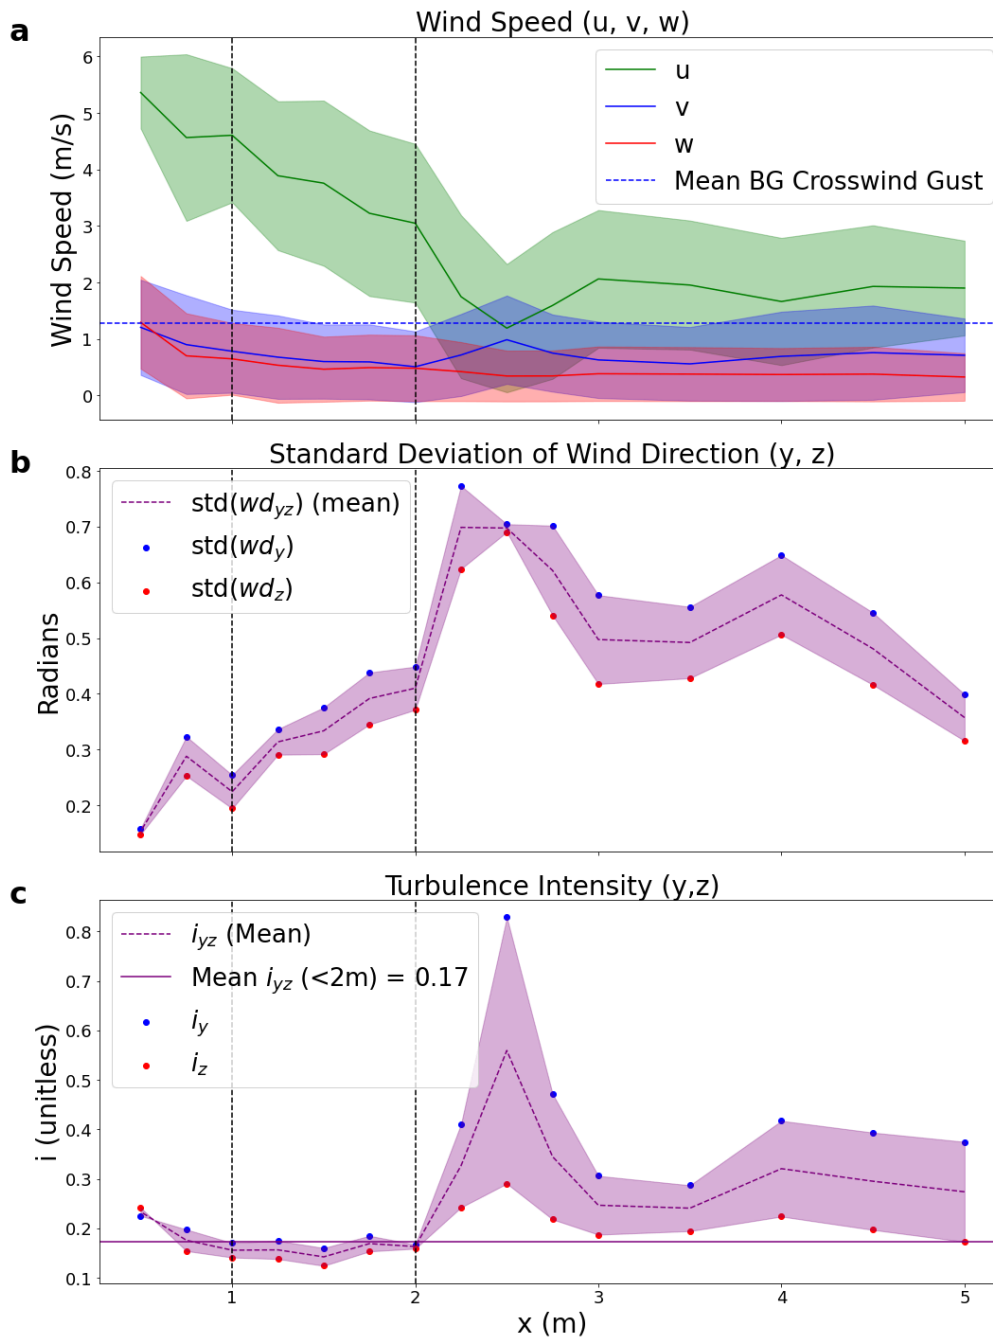 a
Wind Speed (u, v, w)
Wind Speed (m/s)
6
5
4
3
2
1
0
u
v
w
Mean BG Crosswind Gust
b
Standard Deviation of Wind Direction (y, z)
Radians
0.8
0.7
0.6
0.5
0.4
0.3
0.2
std(wd_yz) (mean)
std(wd_y)
std(wd_z)
c
Turbulence Intensity (y,z)
i (unitless)
0.8
0.7
0.6
0.5
0.4
0.3
0.2
0.1
i_yz (Mean)
Mean i_yz (<2m) = 0.17
i_y
i_z
1 2 3 4 5
x (m)